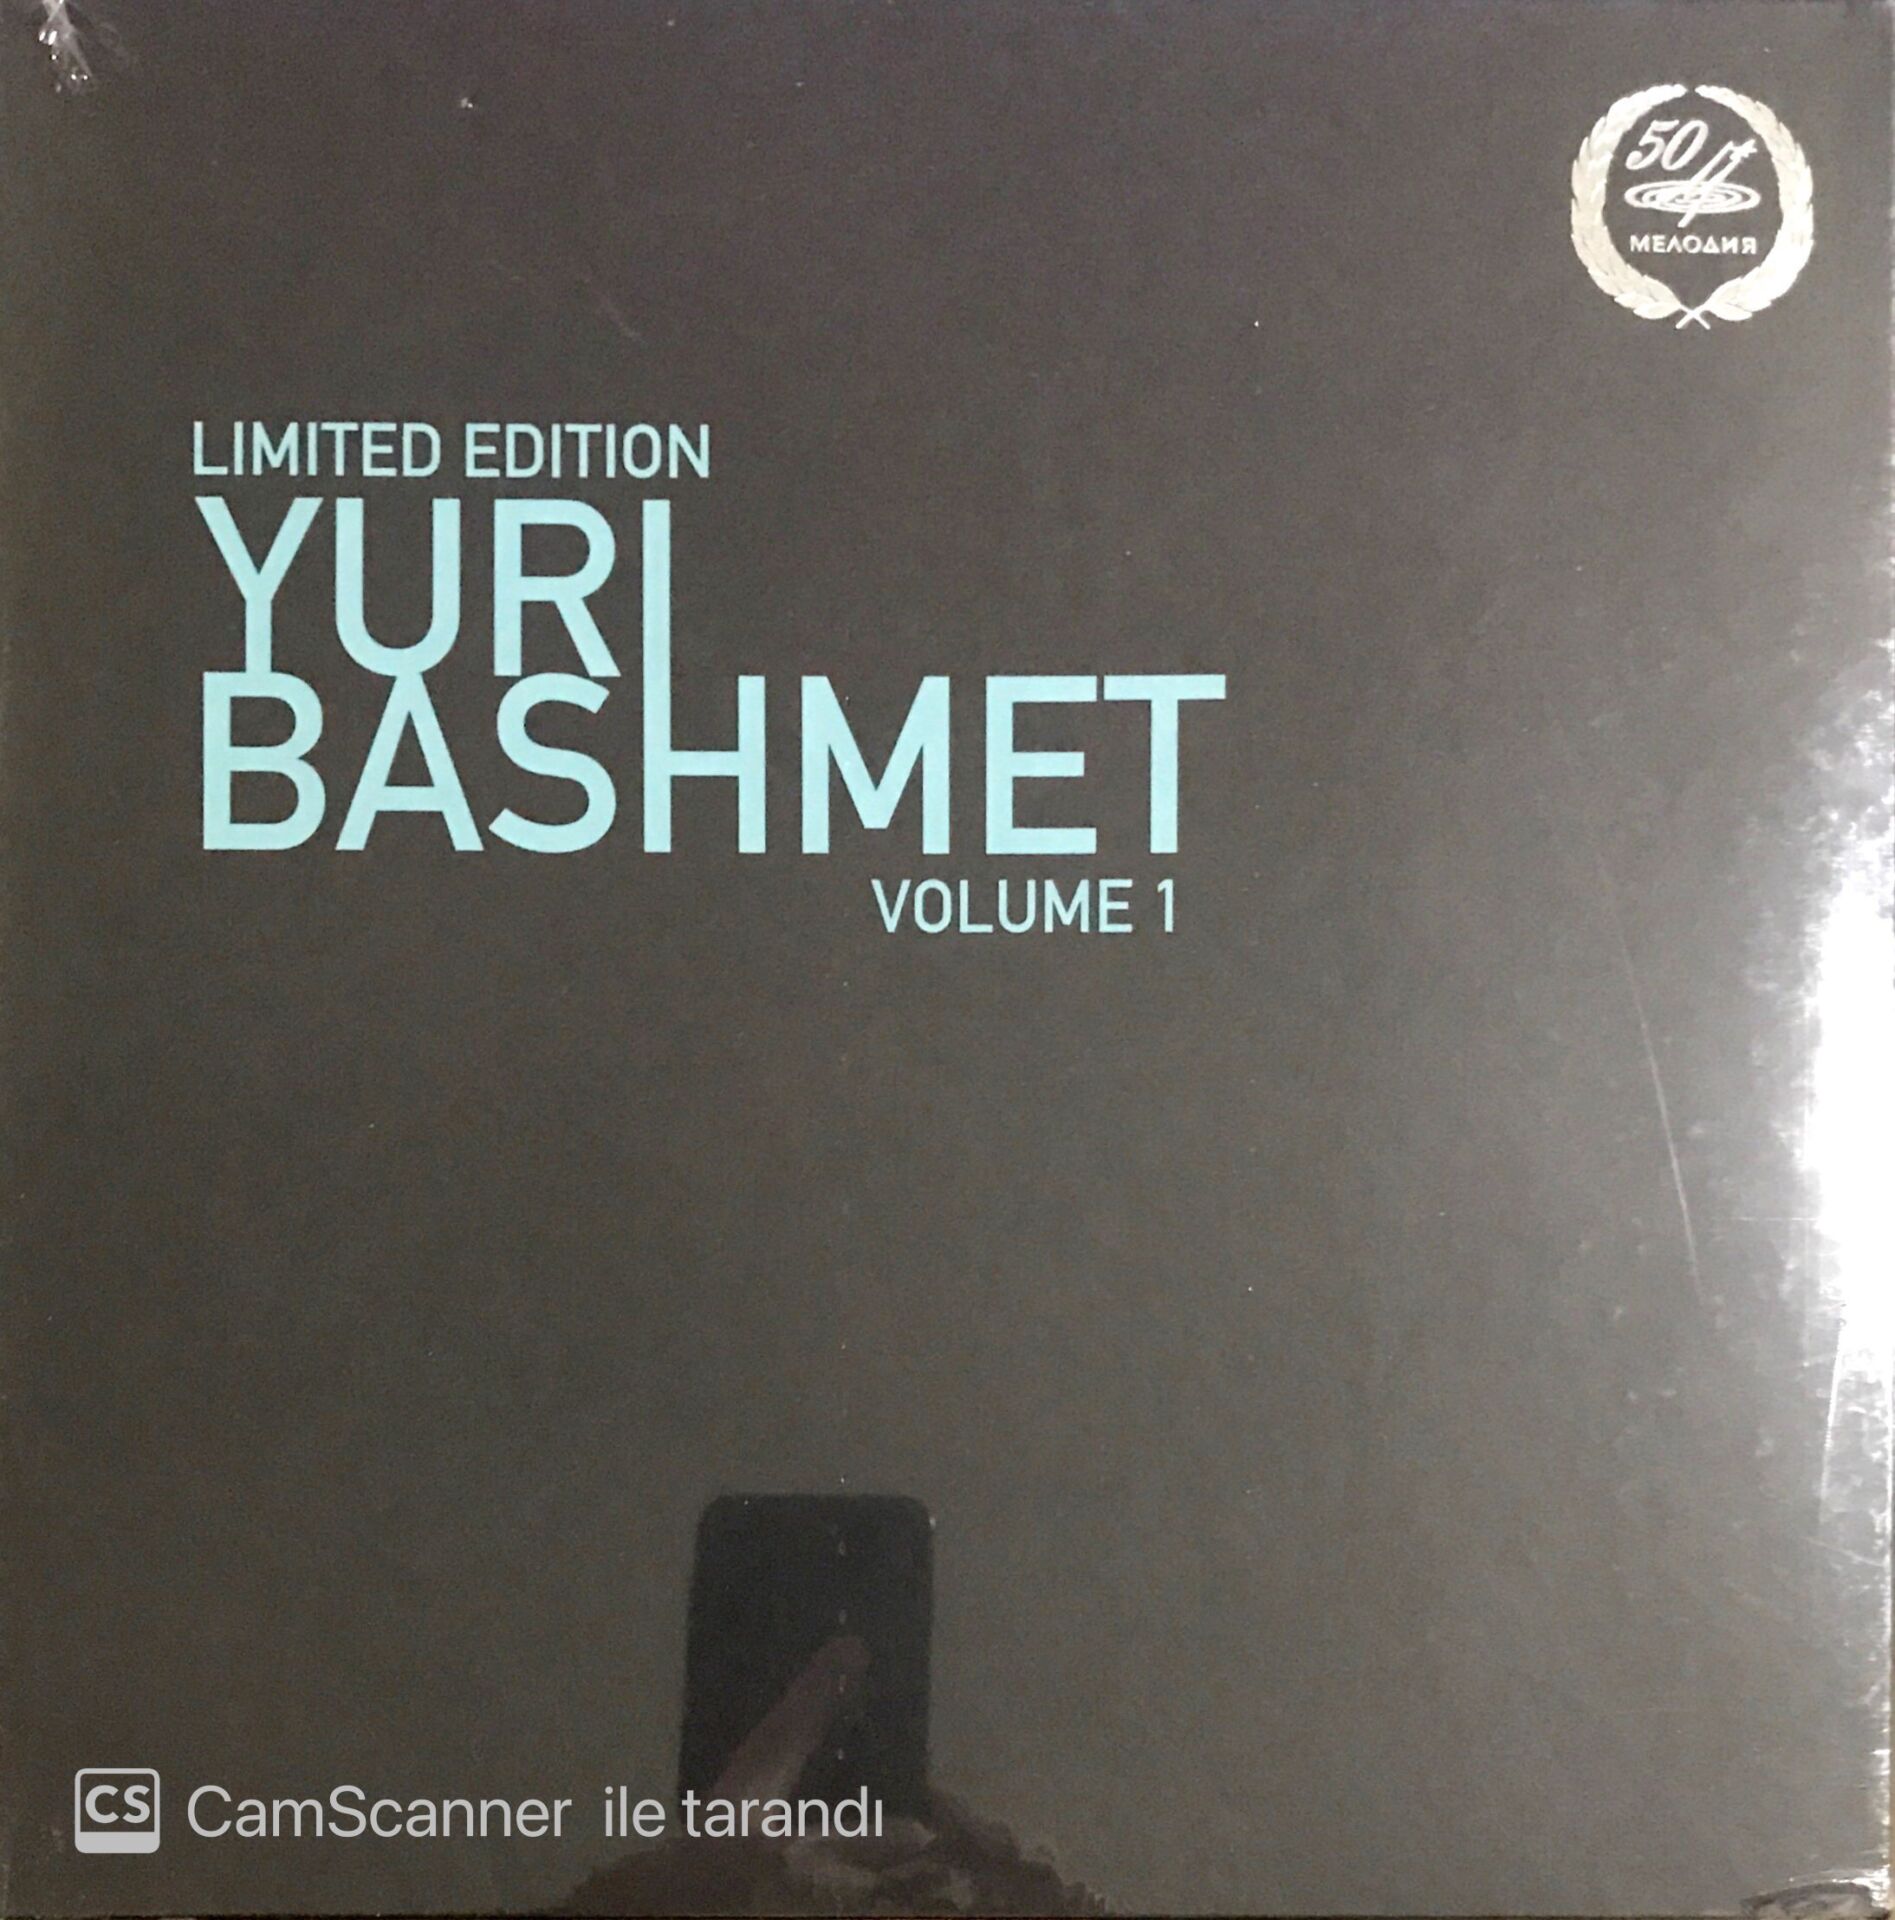 50
МЕЛОДИЯ
LIMITED EDITION
YURI
BASHMET
VOLUME 1
CS CamScanner ile tarandı